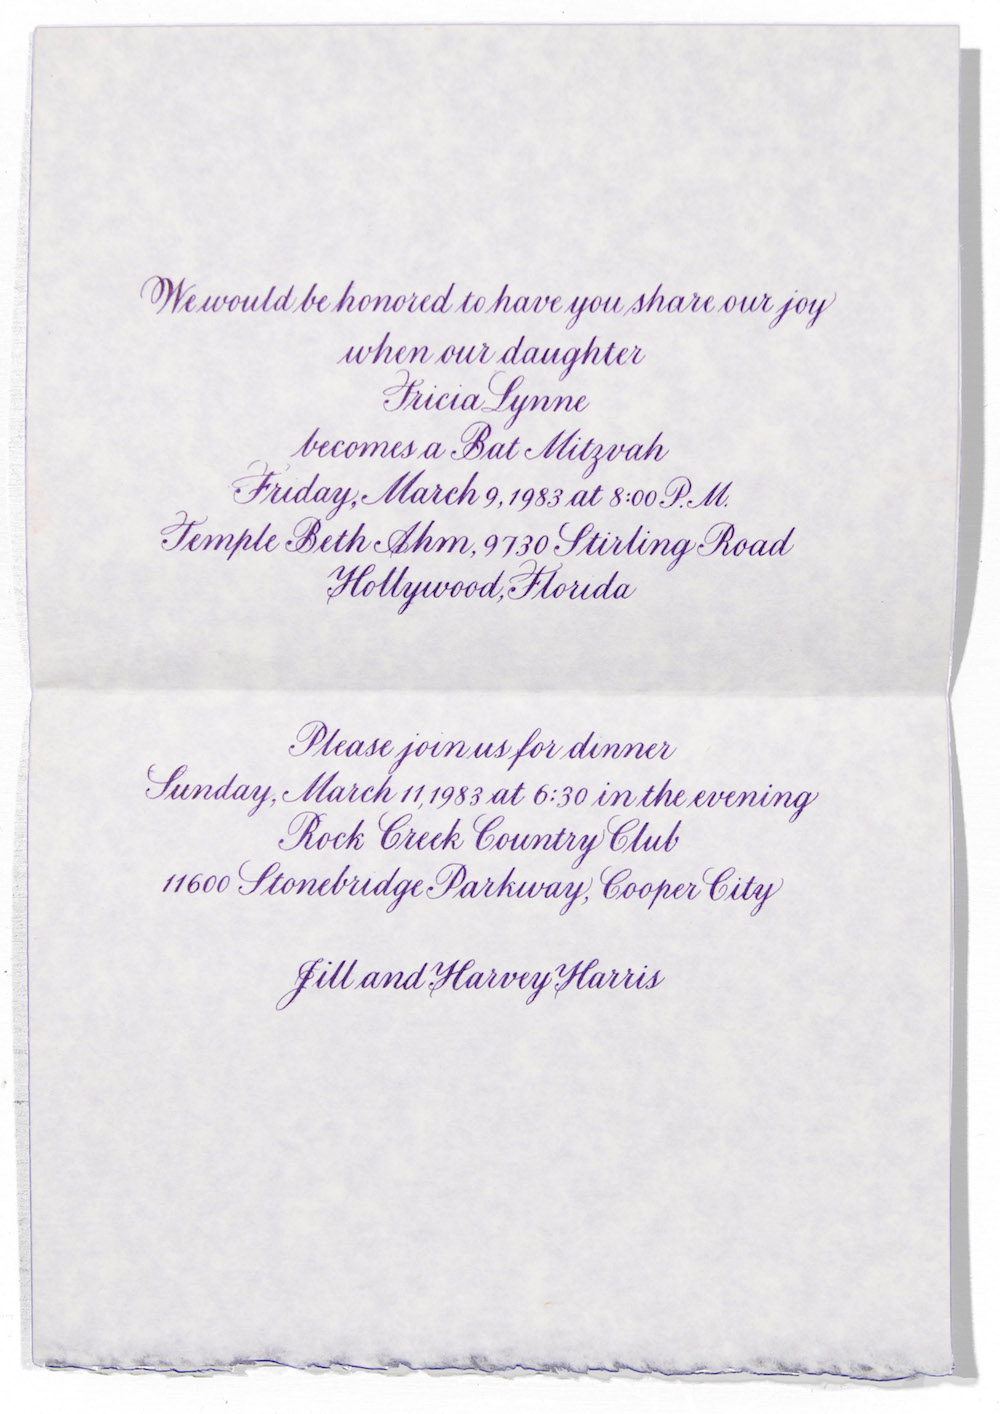 We would be honored to have you share our joy
when our daughter
Tricia Lynne
becomes a Bat Mitzvah
Friday, March 9, 1983 at 8:00 P.M.
Temple Beth Ahm, 9730 Stirling Road
Hollywood, Florida
Please join us for dinner
Sunday, March 11, 1983 at 6:30 in the evening
Rock Creek Country Club
11600 Stonebridge Parkway, Cooper City
Jill and Harvey Harris